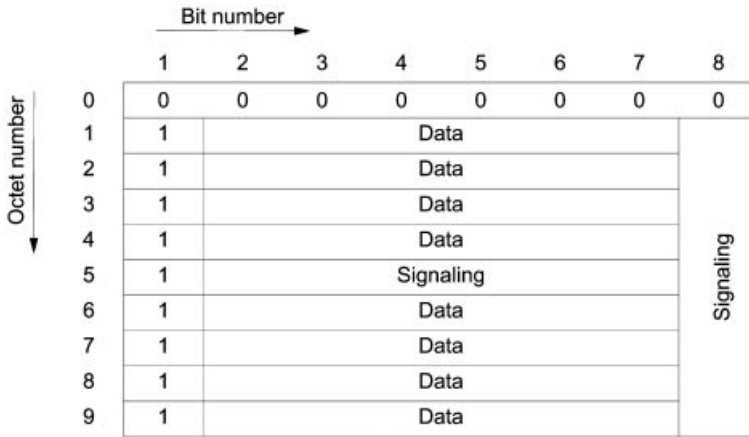 Bit number
1 2 3 4 5 6 7 8
Octet number
0 0 0 0 0 0 0 0 0
1 1 Data
2 1 Data
3 1 Data
4 1 Data
5 1 Signaling
6 1 Data
7 1 Data
8 1 Data
9 1 Data
Signaling